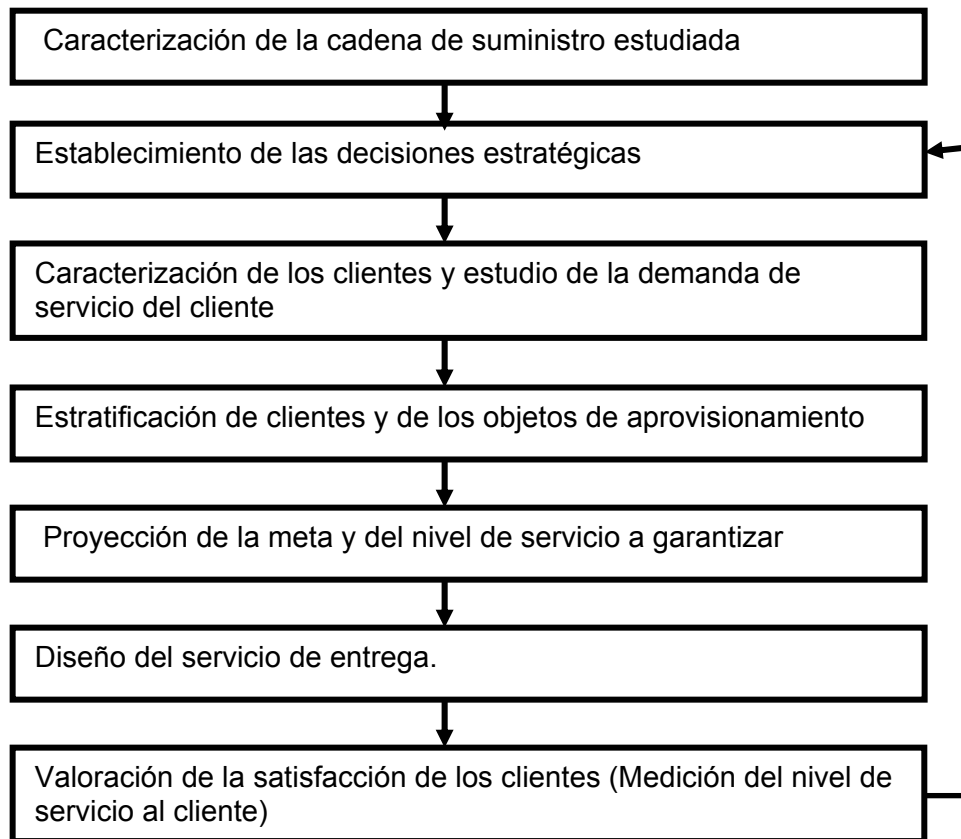 Caracterización de la cadena de suministro estudiada
Establecimiento de las decisiones estratégicas
Caracterización de los clientes y estudio de la demanda de
servicio del cliente
Estratificación de clientes y de los objetos de aprovisionamiento
Proyección de la meta y del nivel de servicio a garantizar
Diseño del servicio de entrega.
Valoración de la satisfacción de los clientes (Medición del nivel de
servicio al cliente)